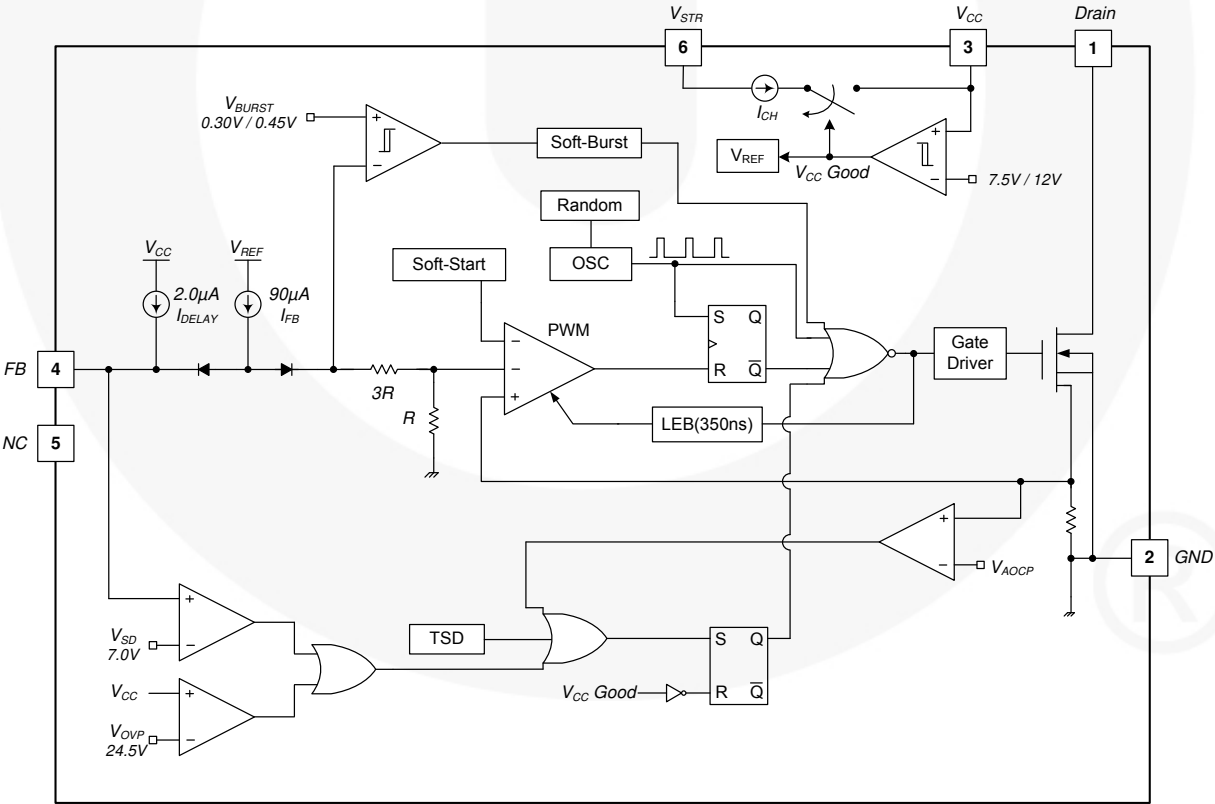 VSTR
VCC
Drain
6
3
1
ICH
VREF
VCC Good
+
−
7.5V / 12V
VBURST
0.30V / 0.45V
+
−
Soft-Burst
Random
OSC
Soft-Start
VCC
VREF
2.0µA
IDELAY
90µA
IFB
FB
4
NC
5
3R
R
PWM
−
−
+
S Q
R Q̅
LEB(350ns)
Gate
Driver
+
−
VAOCP
2
GND
VSD
7.0V
+
−
VCC
VOVP
24.5V
+
−
TSD
VCC Good
S Q
R Q̅
®